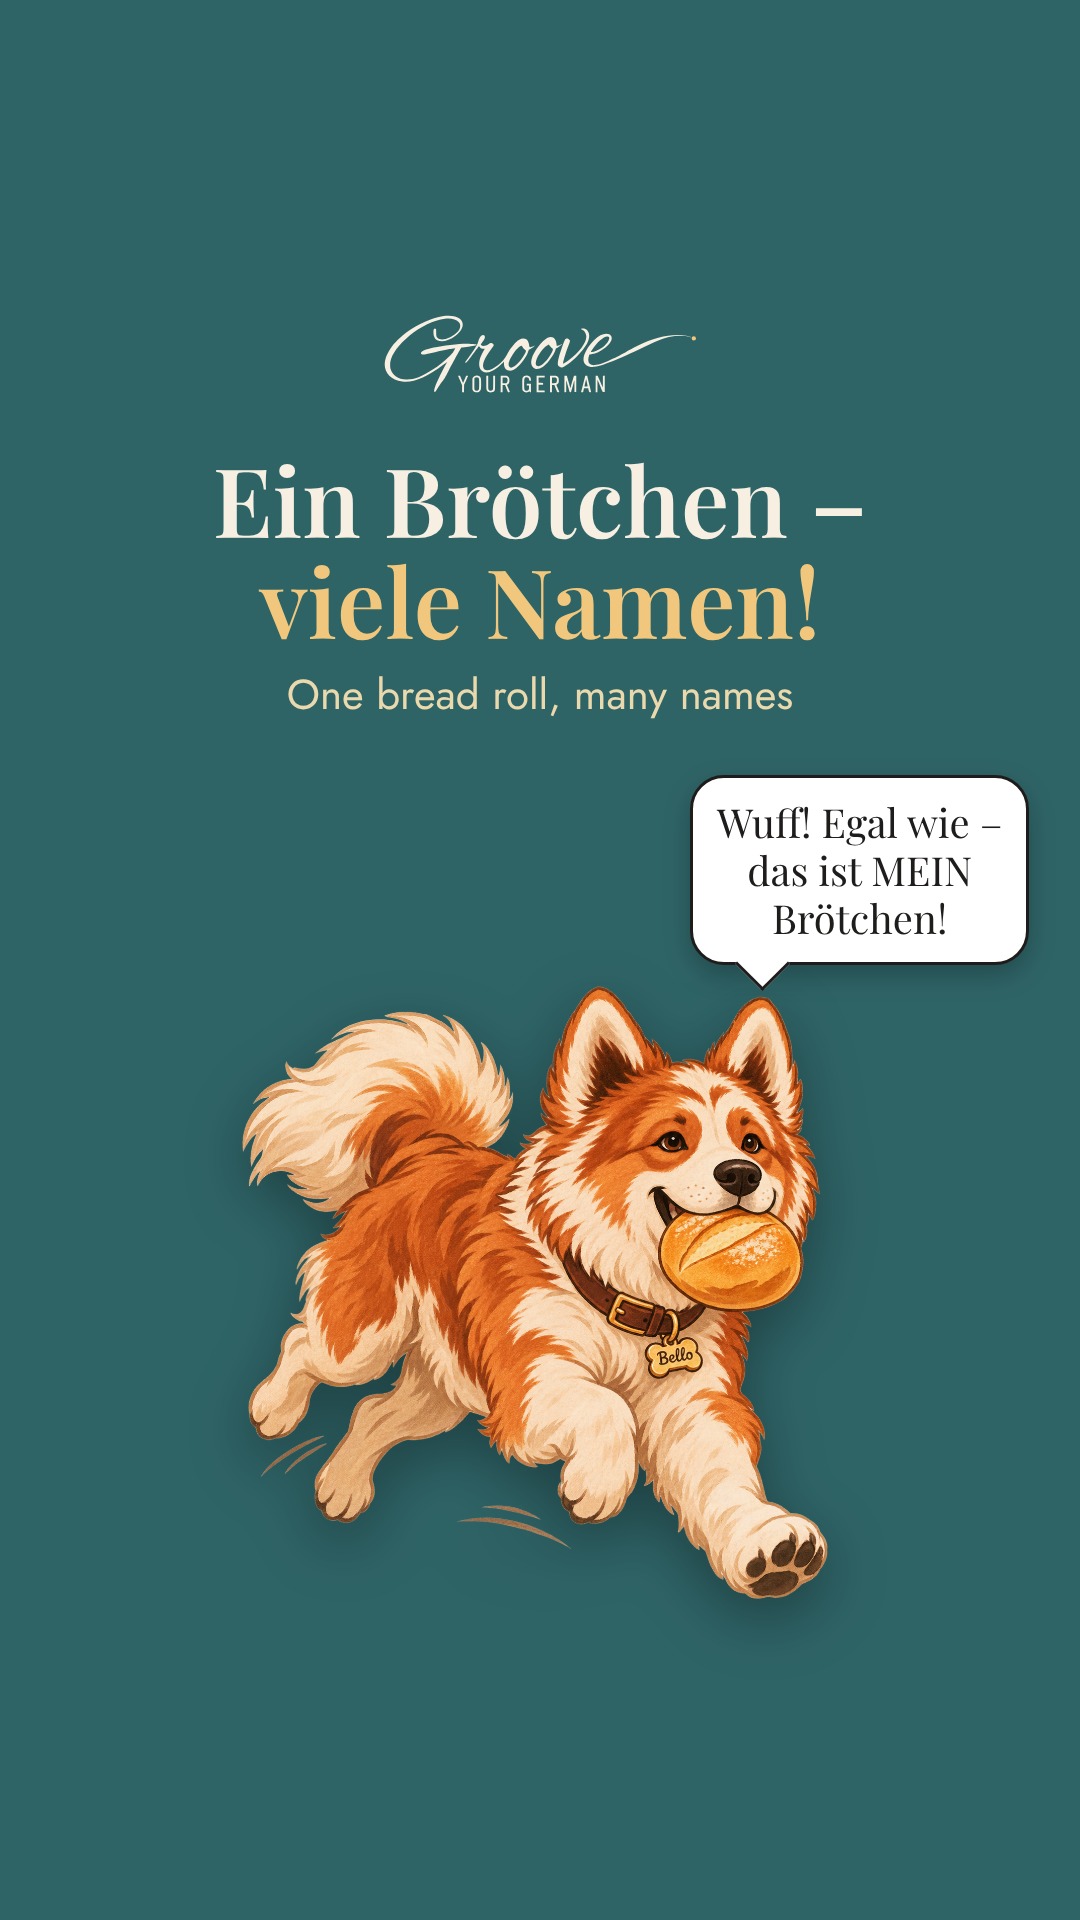 Groove
YOUR GERMAN
Ein Brötchen –
viele Namen!
One bread roll, many names
Wuff! Egal wie –
das ist MEIN
Brötchen!
Bello